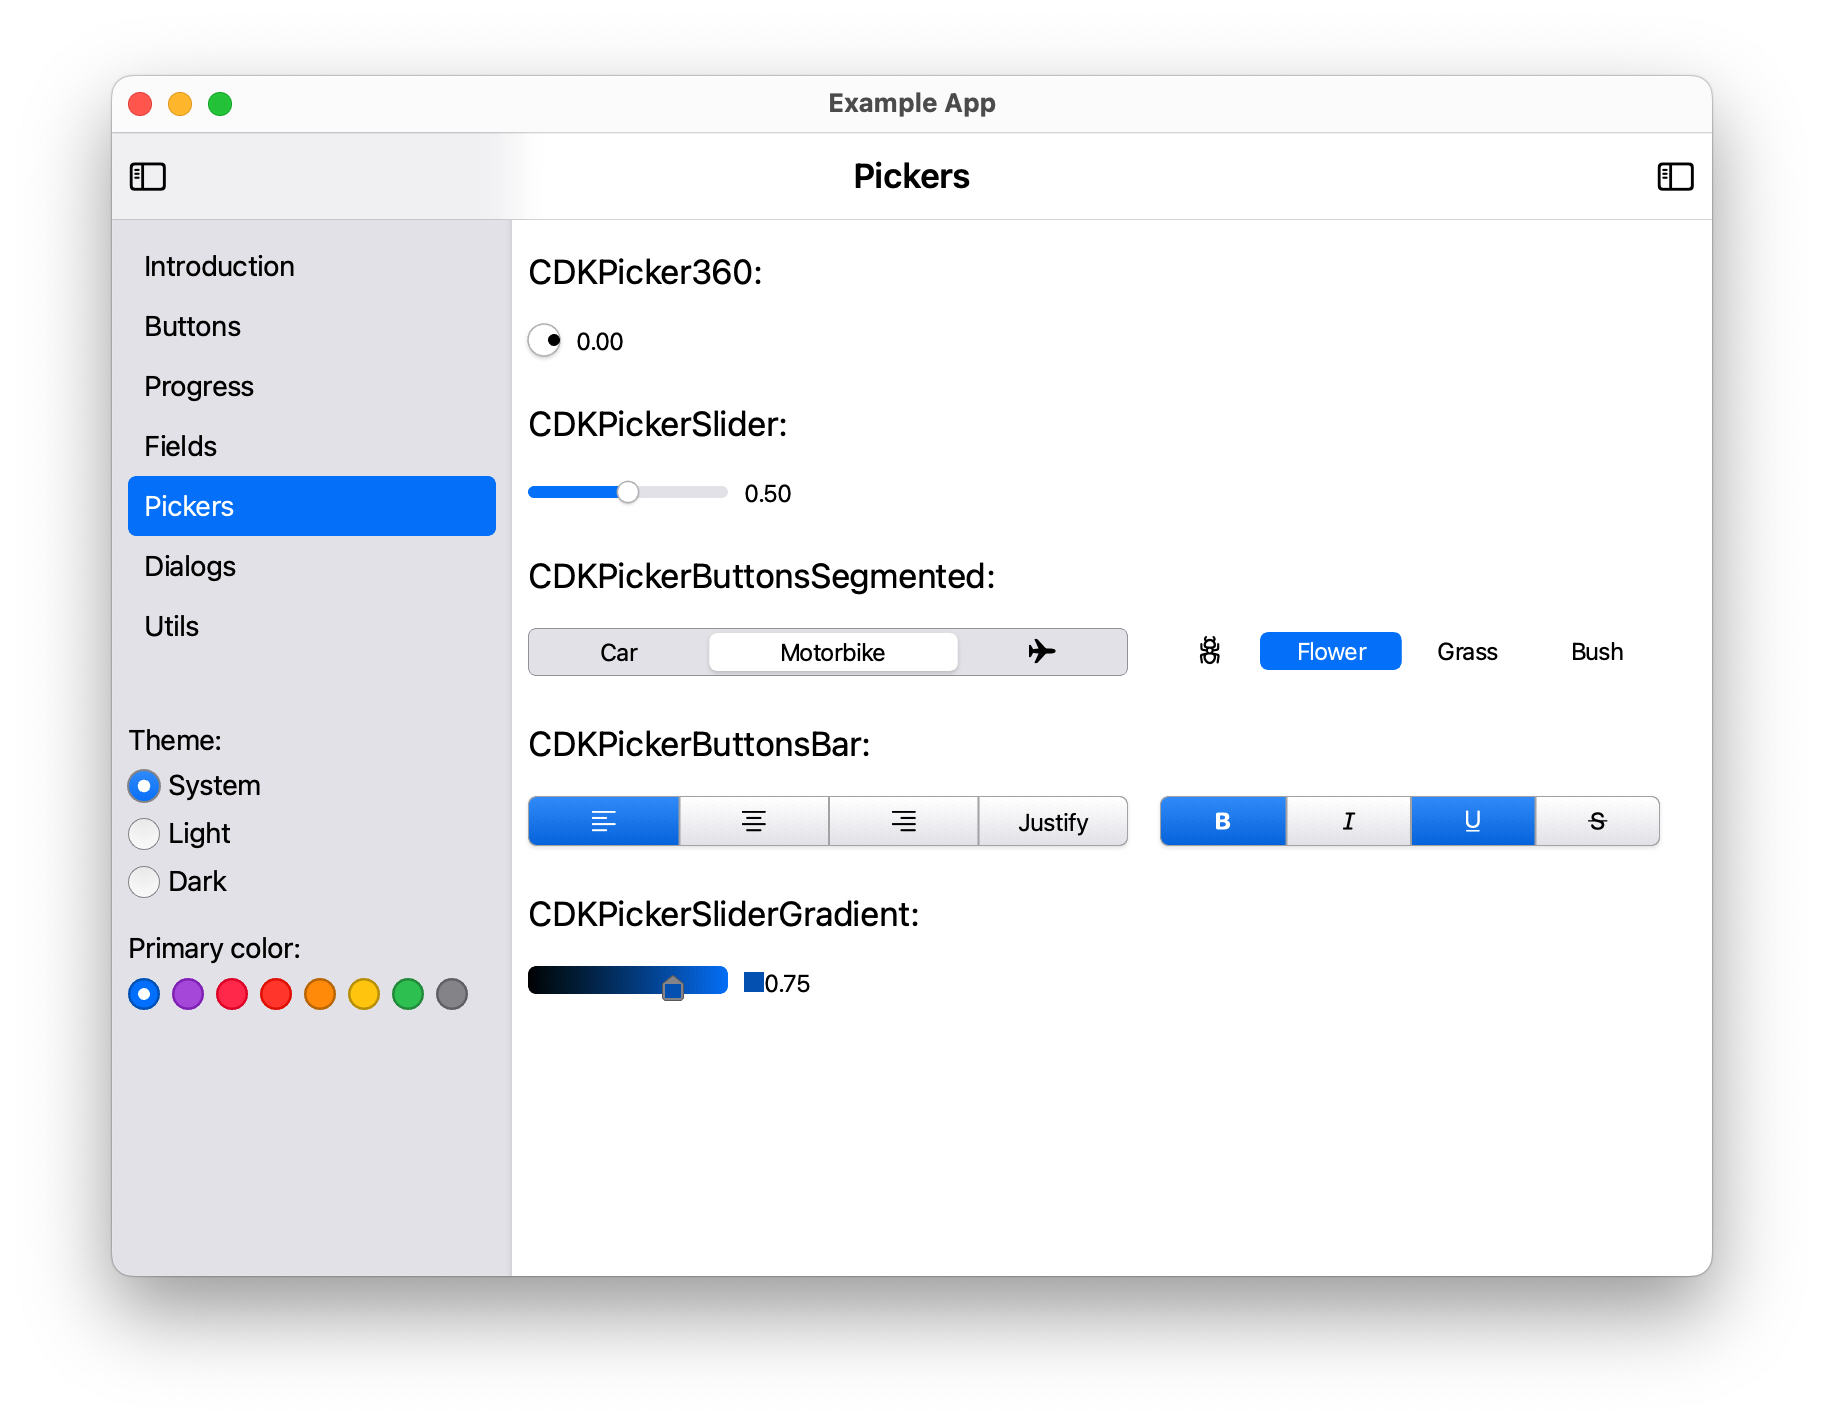 Example App
Pickers
Introduction
Buttons
Progress
Fields
Pickers
Dialogs
Utils
Theme:
System
Light
Dark
Primary color:
CDKPicker360:
0.00
CDKPickerSlider:
0.50
CDKPickerButtonsSegmented:
Car Motorbike Flower Grass Bush
CDKPickerButtonsBar:
Justify B I U S
CDKPickerSliderGradient:
0.75